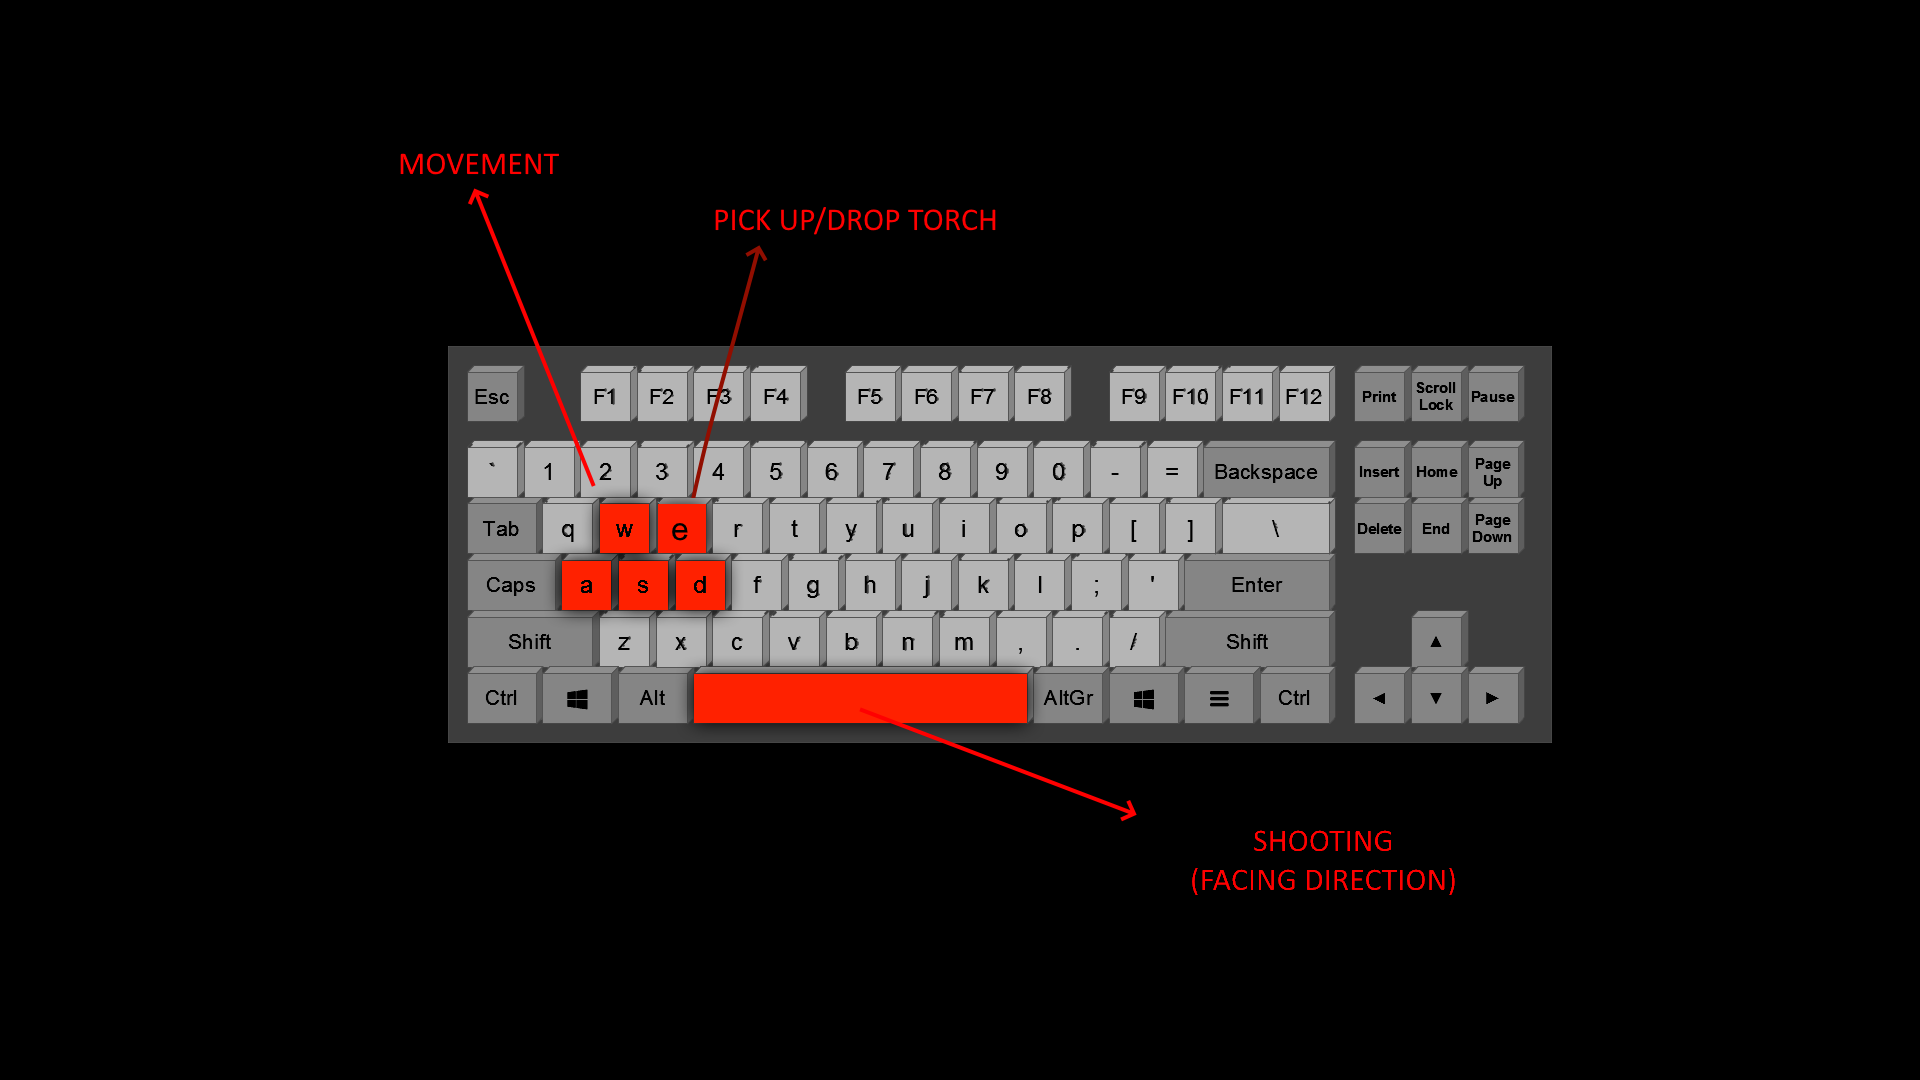 MOVEMENT
PICK UP/DROP TORCH
Esc F1 F2 F3 F4 F5 F6 F7 F8 F9 F10 F11 F12 Print Scroll Lock Pause
` 1 2 3 4 5 6 7 8 9 0 - = Backspace Insert Home Page Up
Tab q w e r t y u i o p [ ] \ Delete End Page Down
Caps a s d f g h j k l ; ' Enter
Shift z x c v b n m , . / Shift ▲
Ctrl Alt AltGr Ctrl ◄ ▼ ►
SHOOTING
(FACING DIRECTION)